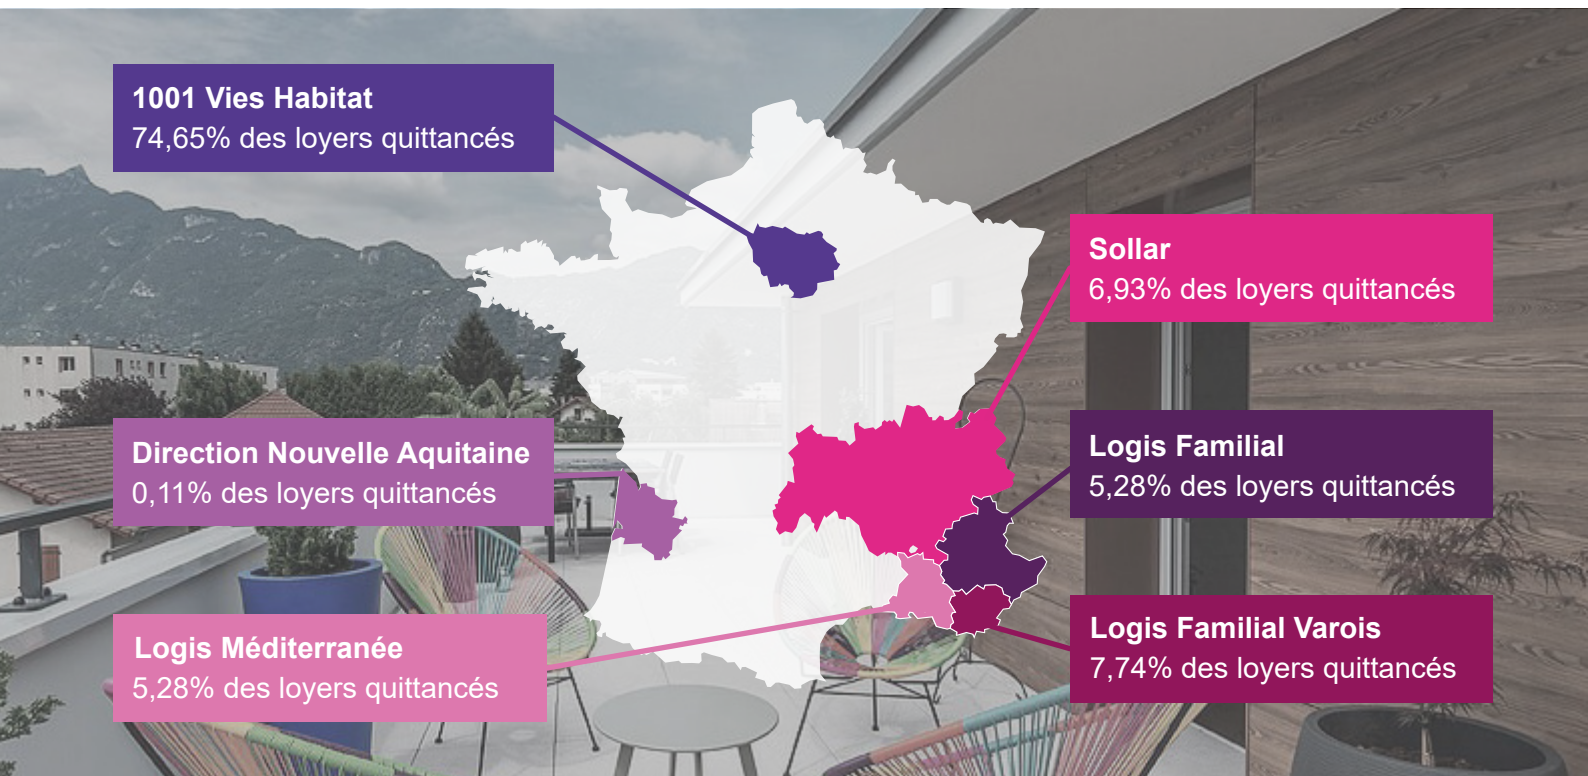 1001 Vies Habitat
74,65% des loyers quittancés
Sollar
6,93% des loyers quittancés
Direction Nouvelle Aquitaine
0,11% des loyers quittancés
Logis Familial
5,28% des loyers quittancés
Logis Méditerranée
5,28% des loyers quittancés
Logis Familial Varois
7,74% des loyers quittancés